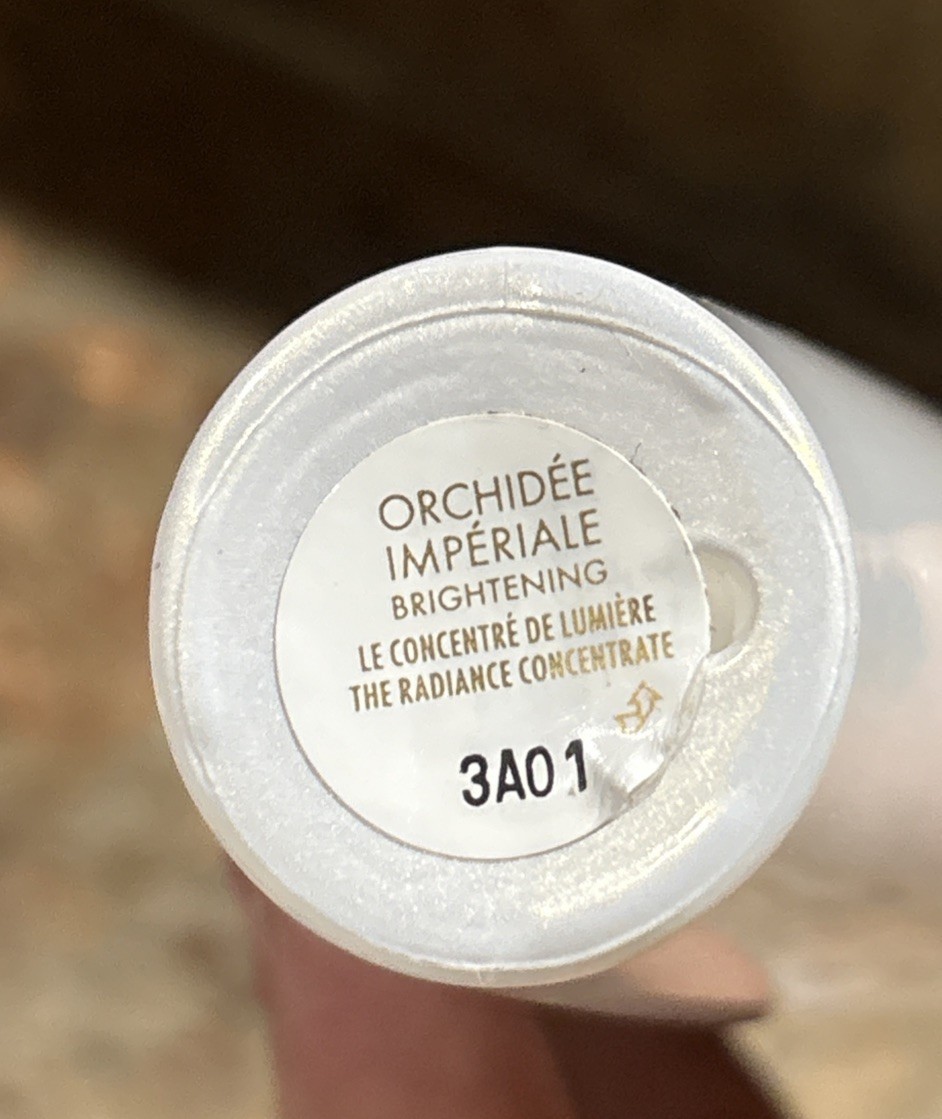 ORCHIDÉE
IMPÉRIALE
BRIGHTENING
LE CONCENTRÉ DE LUMIÈRE
THE RADIANCE CONCENTRATE
3A01